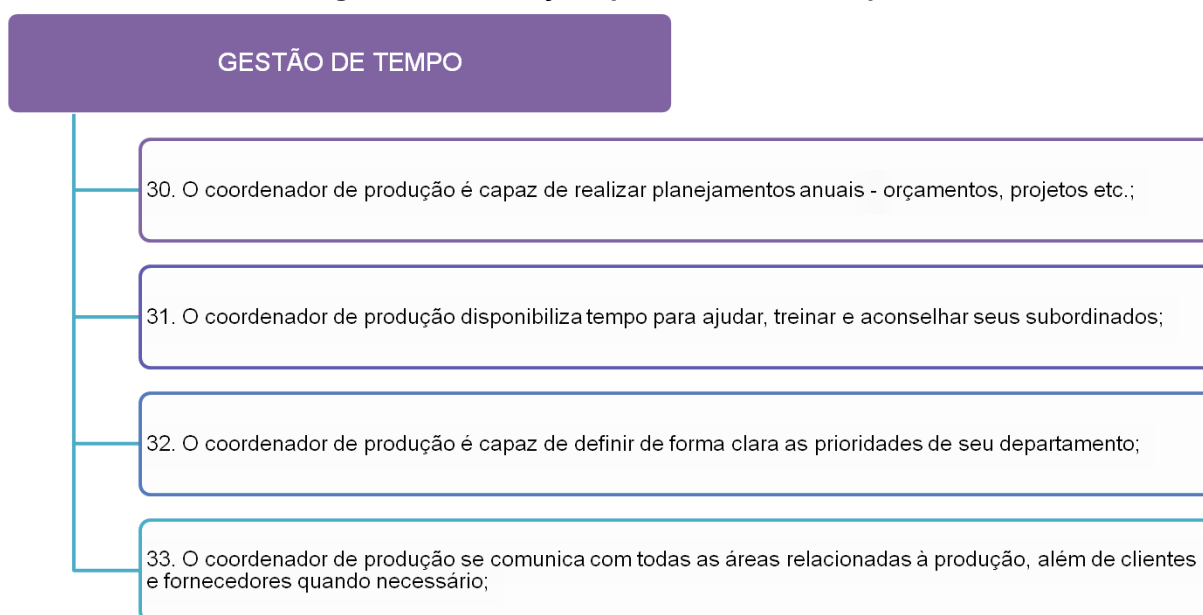 GESTÃO DE TEMPO
30. O coordenador de produção é capaz de realizar planejamentos anuais - orçamentos, projetos etc.;
31. O coordenador de produção disponibiliza tempo para ajudar, treinar e aconselhar seus subordinados;
32. O coordenador de produção é capaz de definir de forma clara as prioridades de seu departamento;
33. O coordenador de produção se comunica com todas as áreas relacionadas à produção, além de clientes
e fornecedores quando necessário;